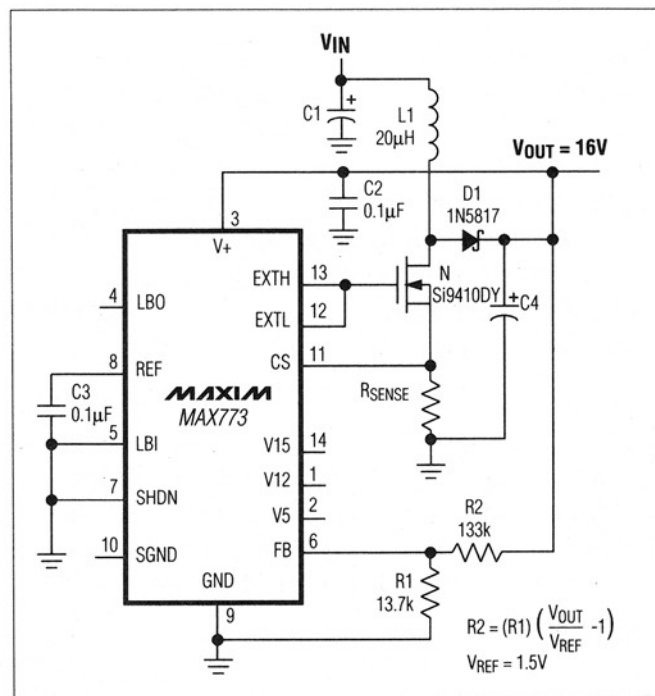 VIN
C1
+
L1
20µH
VOUT = 16V
C2
0.1µF
D1
1N5817
3
V+
EXTH
13
N
Si9410DY
4
LBO
EXTL
12
+
C4
8
REF
CS
11
C3
0.1µF
MAXIM
MAX773
RSENSE
5
LBI
V15
14
7
SHDN
V12
1
V5
2
R2
133k
10
SGND
FB
6
GND
R1
13.7k
9
R2 = (R1) (VOUT/VREF -1)
VREF = 1.5V